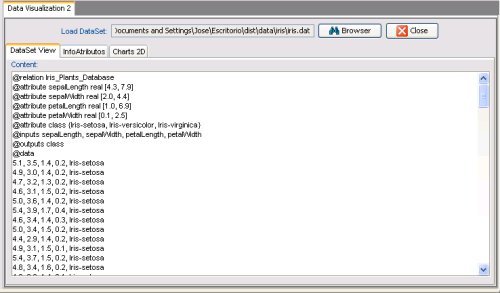 Data Visualization 2
Load DataSet: Documents and Settings\Jose\Escritorio\dist\data\iris\iris.dat Browser Close
DataSet View InfoAtributos Charts 2D
Content:
@relation Iris_Plants_Database
@attribute sepalLength real [4.3, 7.9]
@attribute sepalWidth real [2.0, 4.4]
@attribute petalLength real [1.0, 6.9]
@attribute petalWidth real [0.1, 2.5]
@attribute class {Iris-setosa, Iris-versicolor, Iris-virginica}
@inputs sepalLength, sepalWidth, petalLength, petalWidth
@outputs class
@data
5.1, 3.5, 1.4, 0.2, Iris-setosa
4.9, 3.0, 1.4, 0.2, Iris-setosa
4.7, 3.2, 1.3, 0.2, Iris-setosa
4.6, 3.1, 1.5, 0.2, Iris-setosa
5.0, 3.6, 1.4, 0.2, Iris-setosa
5.4, 3.9, 1.7, 0.4, Iris-setosa
4.6, 3.4, 1.4, 0.3, Iris-setosa
5.0, 3.4, 1.5, 0.2, Iris-setosa
4.4, 2.9, 1.4, 0.2, Iris-setosa
4.9, 3.1, 1.5, 0.1, Iris-setosa
5.4, 3.7, 1.5, 0.2, Iris-setosa
4.8, 3.4, 1.6, 0.2, Iris-setosa